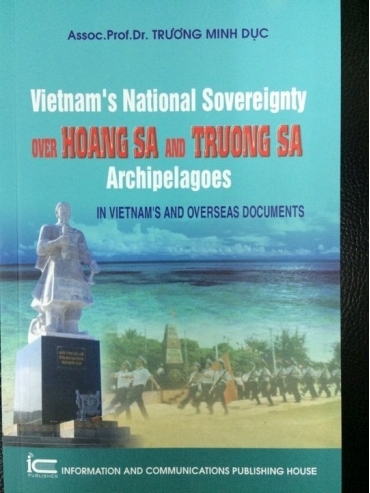 Assoc.Prof.Dr. TRƯƠNG MINH DỤC
Vietnam's National Sovereignty
OVER HOANG SA AND TRUONG SA
Archipelagoes
IN VIETNAM'S AND OVERSEAS DOCUMENTS
ic
PUBLISHER
INFORMATION AND COMMUNICATIONS PUBLISHING HOUSE